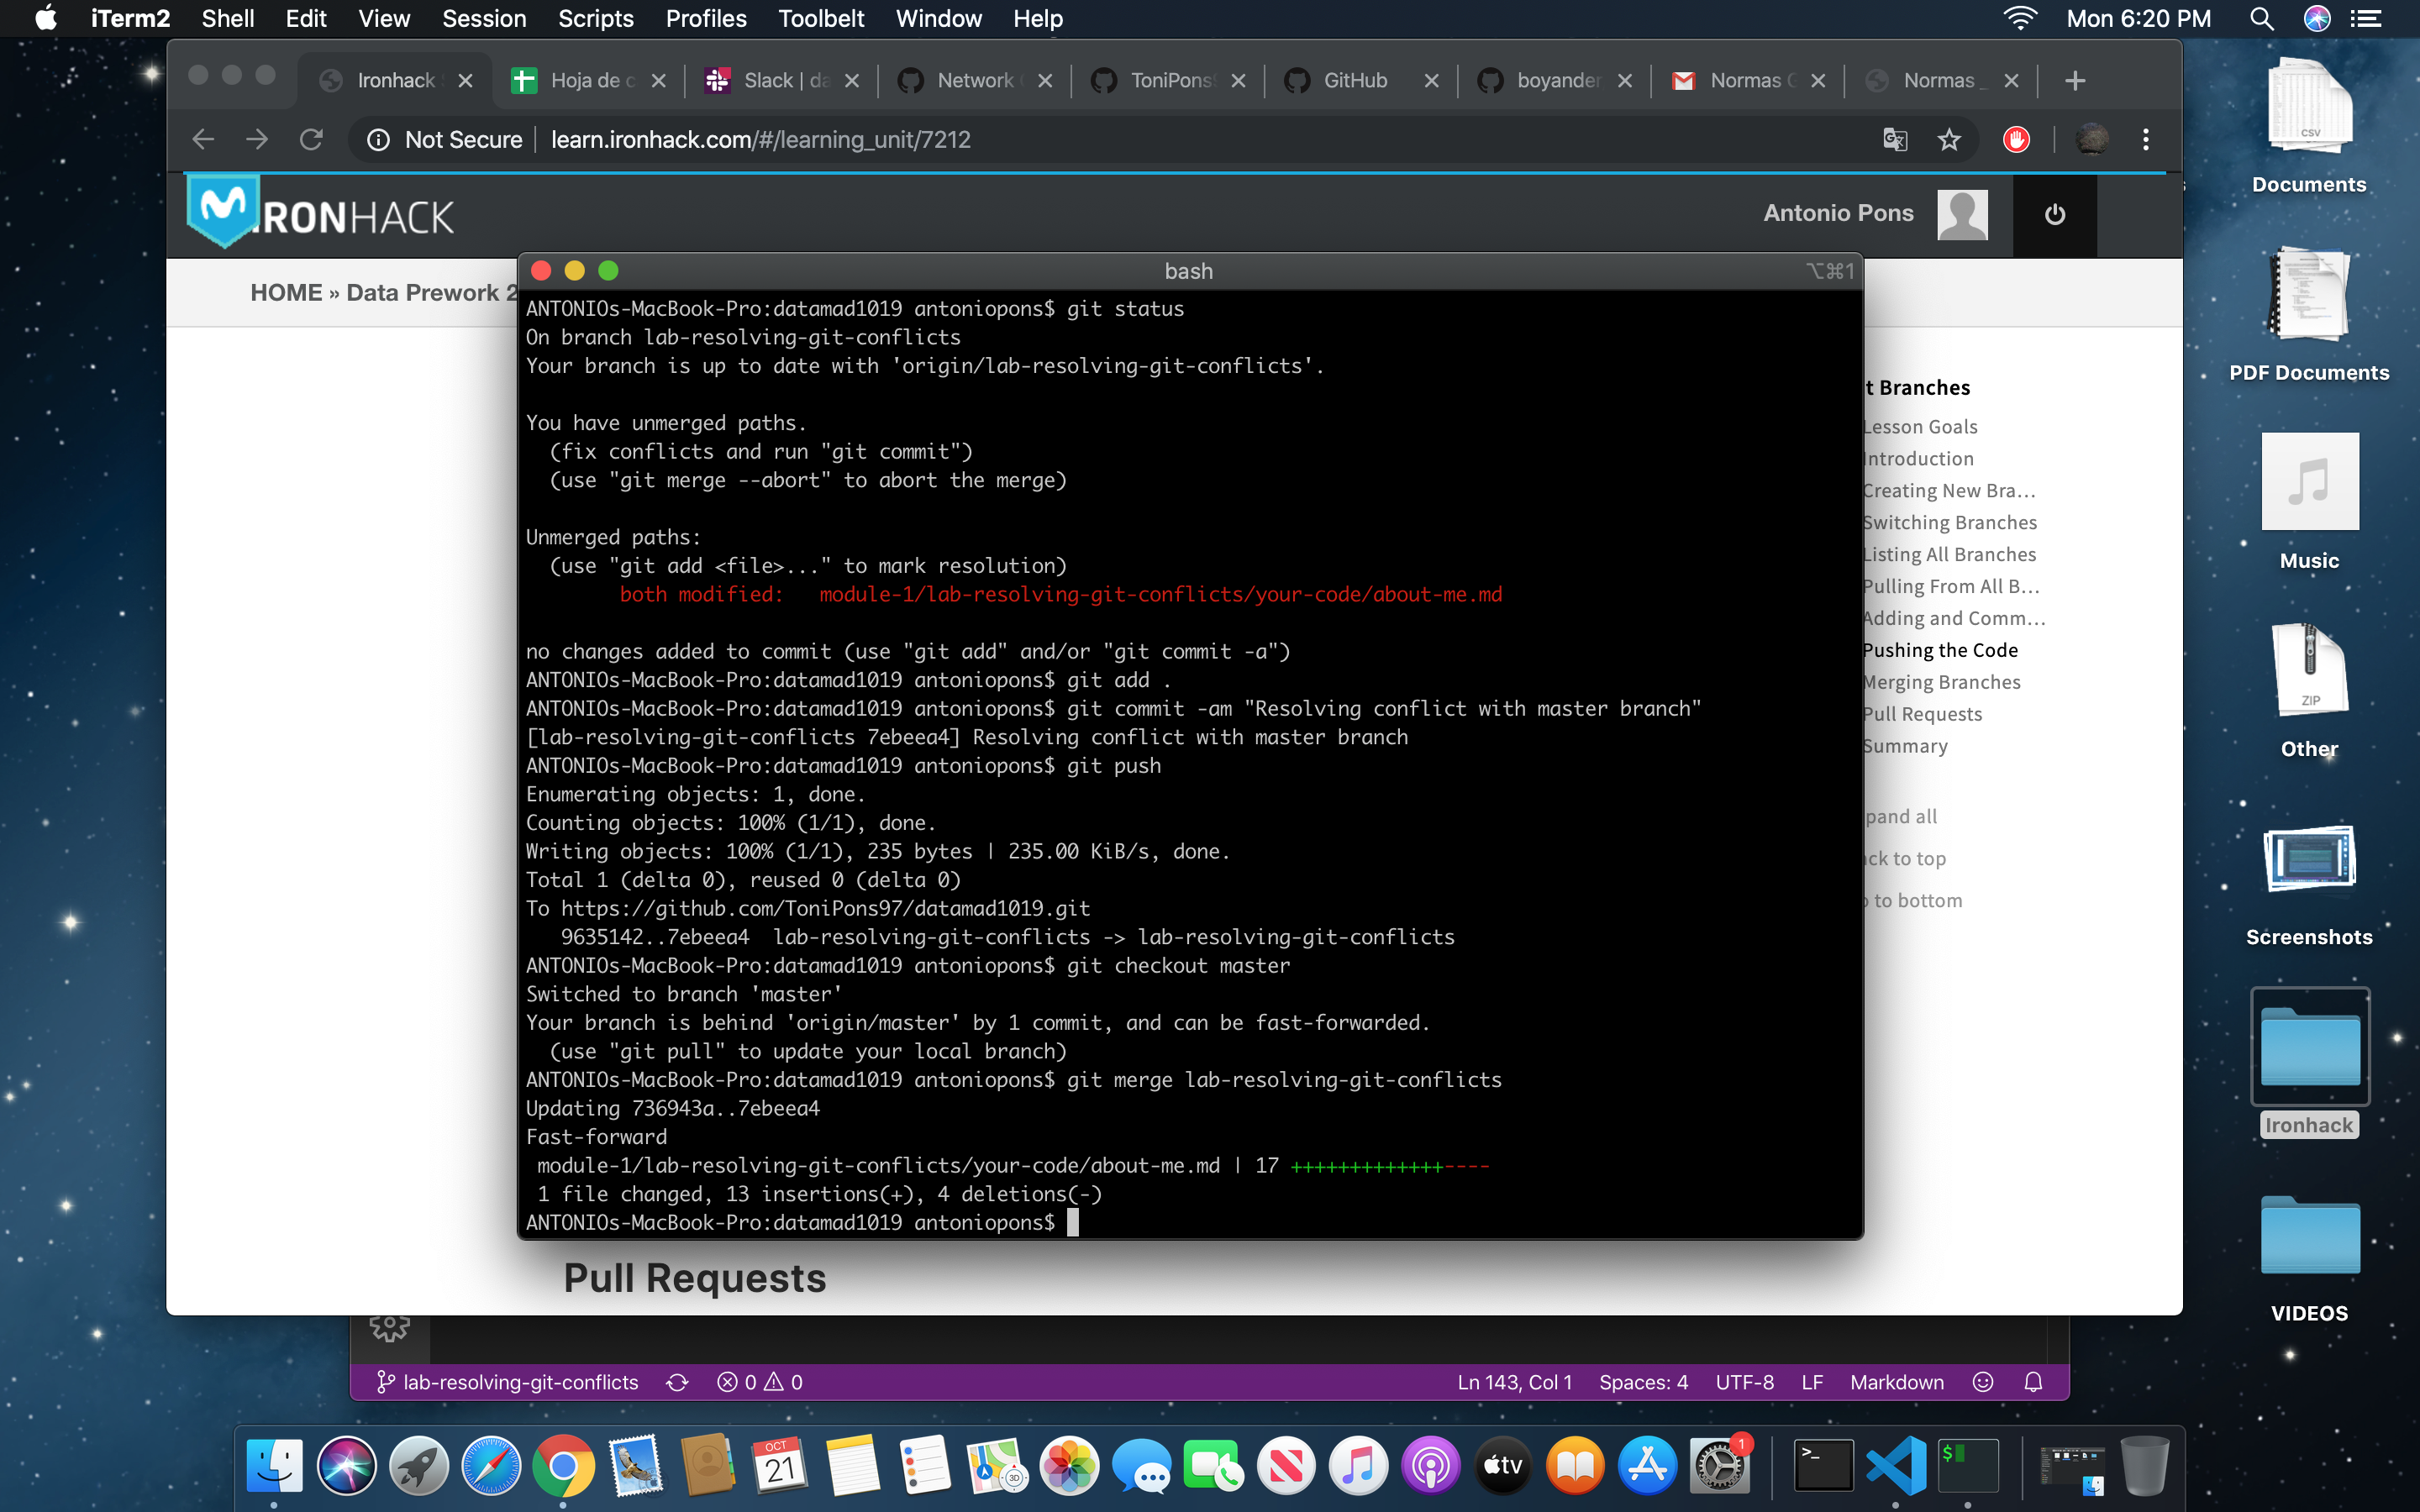 iTerm2 Shell Edit View Session Scripts Profiles Toolbelt Window Help Mon 6:20 PM
Ironhack Hoja de c Slack | da Network ToniPons GitHub boyander Normas G Normas _
Not Secure learn.ironhack.com/#/learning_unit/7212
IRONHACK Antonio Pons
HOME » Data Prework 2
bash ⌥⌘1
ANTONIOs-MacBook-Pro:datamad1019 antoniopons$ git status
On branch lab-resolving-git-conflicts
Your branch is up to date with 'origin/lab-resolving-git-conflicts'.
You have unmerged paths.
(fix conflicts and run "git commit")
(use "git merge --abort" to abort the merge)
Unmerged paths:
(use "git add <file>..." to mark resolution)
both modified: module-1/lab-resolving-git-conflicts/your-code/about-me.md
no changes added to commit (use "git add" and/or "git commit -a")
ANTONIOs-MacBook-Pro:datamad1019 antoniopons$ git add .
ANTONIOs-MacBook-Pro:datamad1019 antoniopons$ git commit -am "Resolving conflict with master branch"
[lab-resolving-git-conflicts 7ebeea4] Resolving conflict with master branch
ANTONIOs-MacBook-Pro:datamad1019 antoniopons$ git push
Enumerating objects: 1, done.
Counting objects: 100% (1/1), done.
Writing objects: 100% (1/1), 235 bytes | 235.00 KiB/s, done.
Total 1 (delta 0), reused 0 (delta 0)
To https://github.com/ToniPons97/datamad1019.git
9635142..7ebeea4 lab-resolving-git-conflicts -> lab-resolving-git-conflicts
ANTONIOs-MacBook-Pro:datamad1019 antoniopons$ git checkout master
Switched to branch 'master'
Your branch is behind 'origin/master' by 1 commit, and can be fast-forwarded.
(use "git pull" to update your local branch)
ANTONIOs-MacBook-Pro:datamad1019 antoniopons$ git merge lab-resolving-git-conflicts
Updating 736943a..7ebeea4
Fast-forward
module-1/lab-resolving-git-conflicts/your-code/about-me.md | 17 +++++++++++++----
1 file changed, 13 insertions(+), 4 deletions(-)
ANTONIOs-MacBook-Pro:datamad1019 antoniopons$
t Branches
Lesson Goals
Introduction
Creating New Bra...
Switching Branches
Listing All Branches
Pulling From All B...
Adding and Comm...
Pushing the Code
Merging Branches
Pull Requests
Summary
pand all
ck to top
o to bottom
Pull Requests
lab-resolving-git-conflicts 0 0 Ln 143, Col 1 Spaces: 4 UTF-8 LF Markdown
CSV
Documents
PDF Documents
Music
ZIP
Other
Screenshots
Ironhack
VIDEOS
OCT
21
3D
tv
1
>_
$